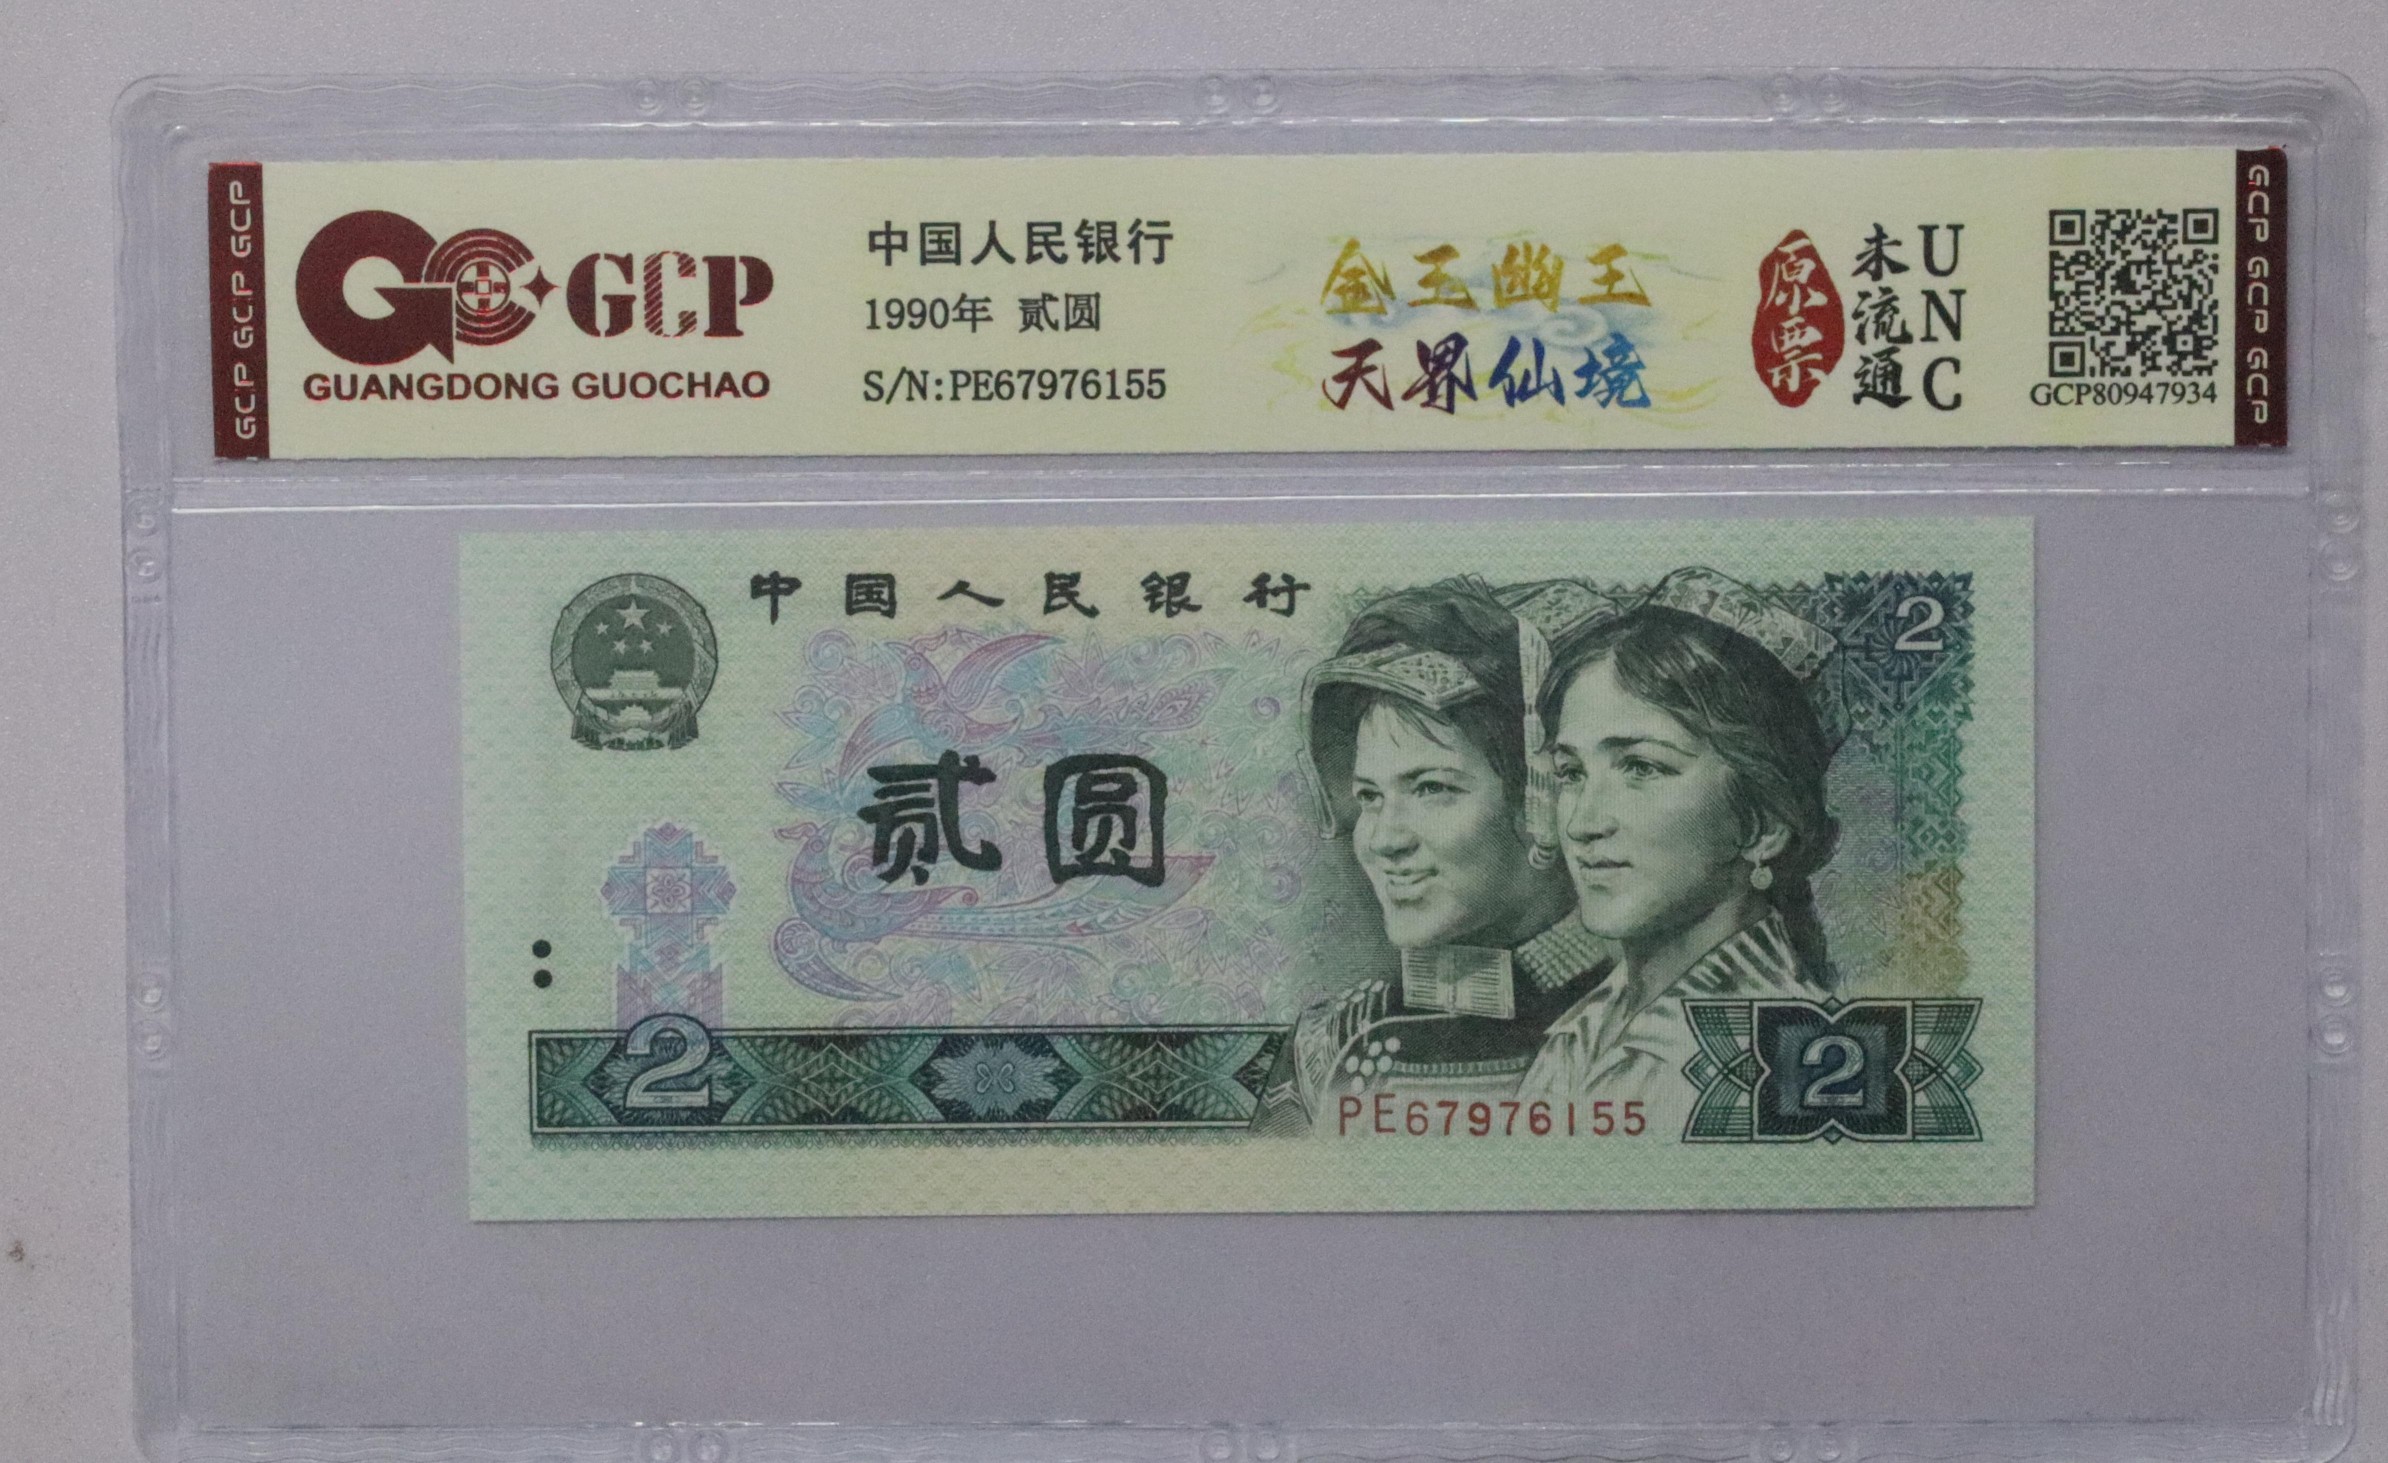 GCP GCP GCP
GCP
GUANGDONG GUOCHAO
中国人民银行
1990年 贰圆
S/N:PE67976155
金王幽王
天界仙境
原票
未流通
UNC
GCP80947934
GCP GCP GCP
中国人民银行
2
贰圆
2
2
PE67976155